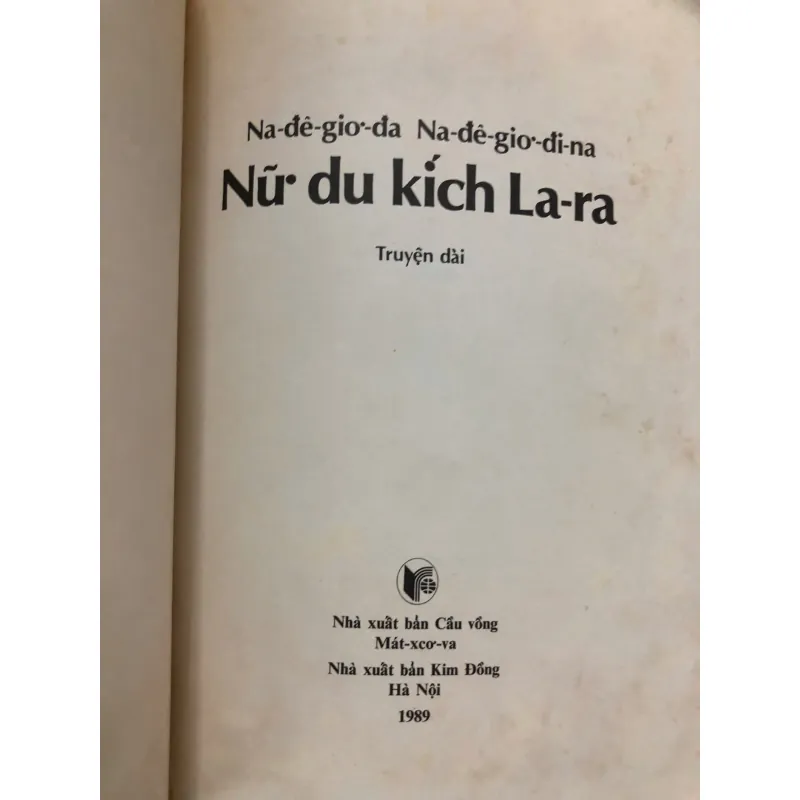 Na-đê-giơ-đa Na-đê-giơ-đi-na
Nữ du kích La-ra
Truyện dài
Nhà xuất bản Cầu vồng
Mát-xcơ-va
Nhà xuất bản Kim Đồng
Hà Nội
1989